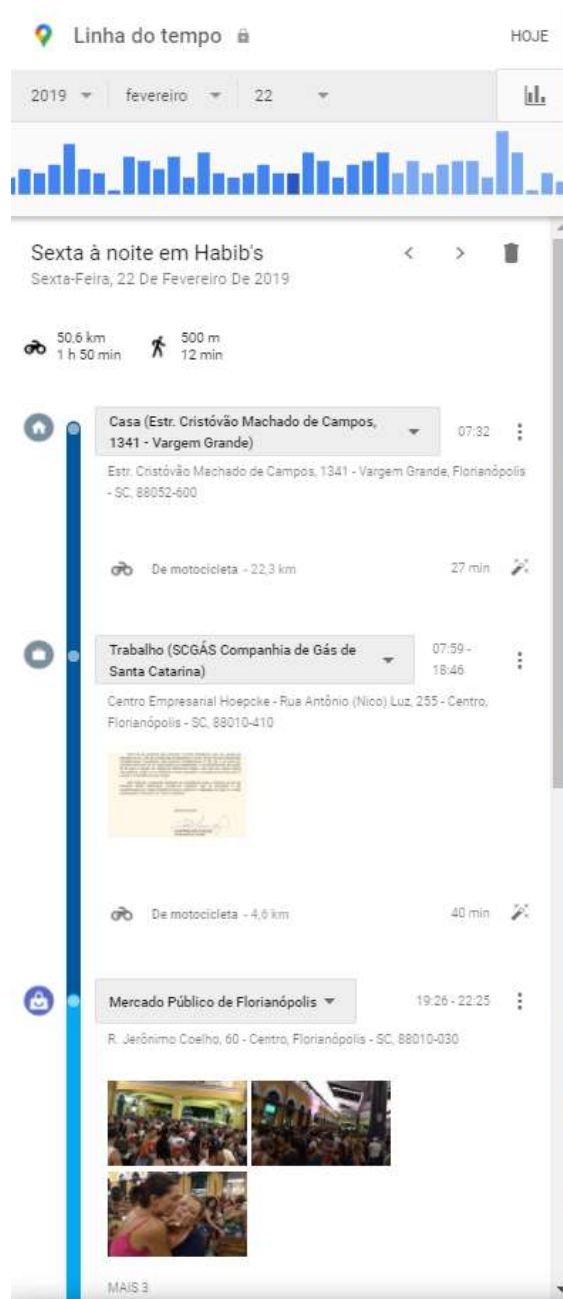 Linha do tempo
HOJE
2019 fevereiro 22
Sexta à noite em Habib's
Sexta-Feira, 22 De Fevereiro De 2019
50,6 km
1 h 50 min
500 m
12 min
Casa (Estr. Cristóvão Machado de Campos,
1341 - Vargem Grande)
07:32
Estr. Cristóvão Machado de Campos, 1341 - Vargem Grande, Florianópolis
- SC, 88052-600
De motocicleta - 22,3 km
27 min
Trabalho (SCGÁS Companhia de Gás de
Santa Catarina)
07:59 -
18:46
Centro Empresarial Hoepcke - Rua Antônio (Nico) Luz, 255 - Centro,
Florianópolis - SC, 88010-410
De motocicleta - 4,6 km
40 min
Mercado Público de Florianópolis
19:26 - 22:25
R. Jerônimo Coelho, 60 - Centro, Florianópolis - SC, 88010-030
MAIS 3